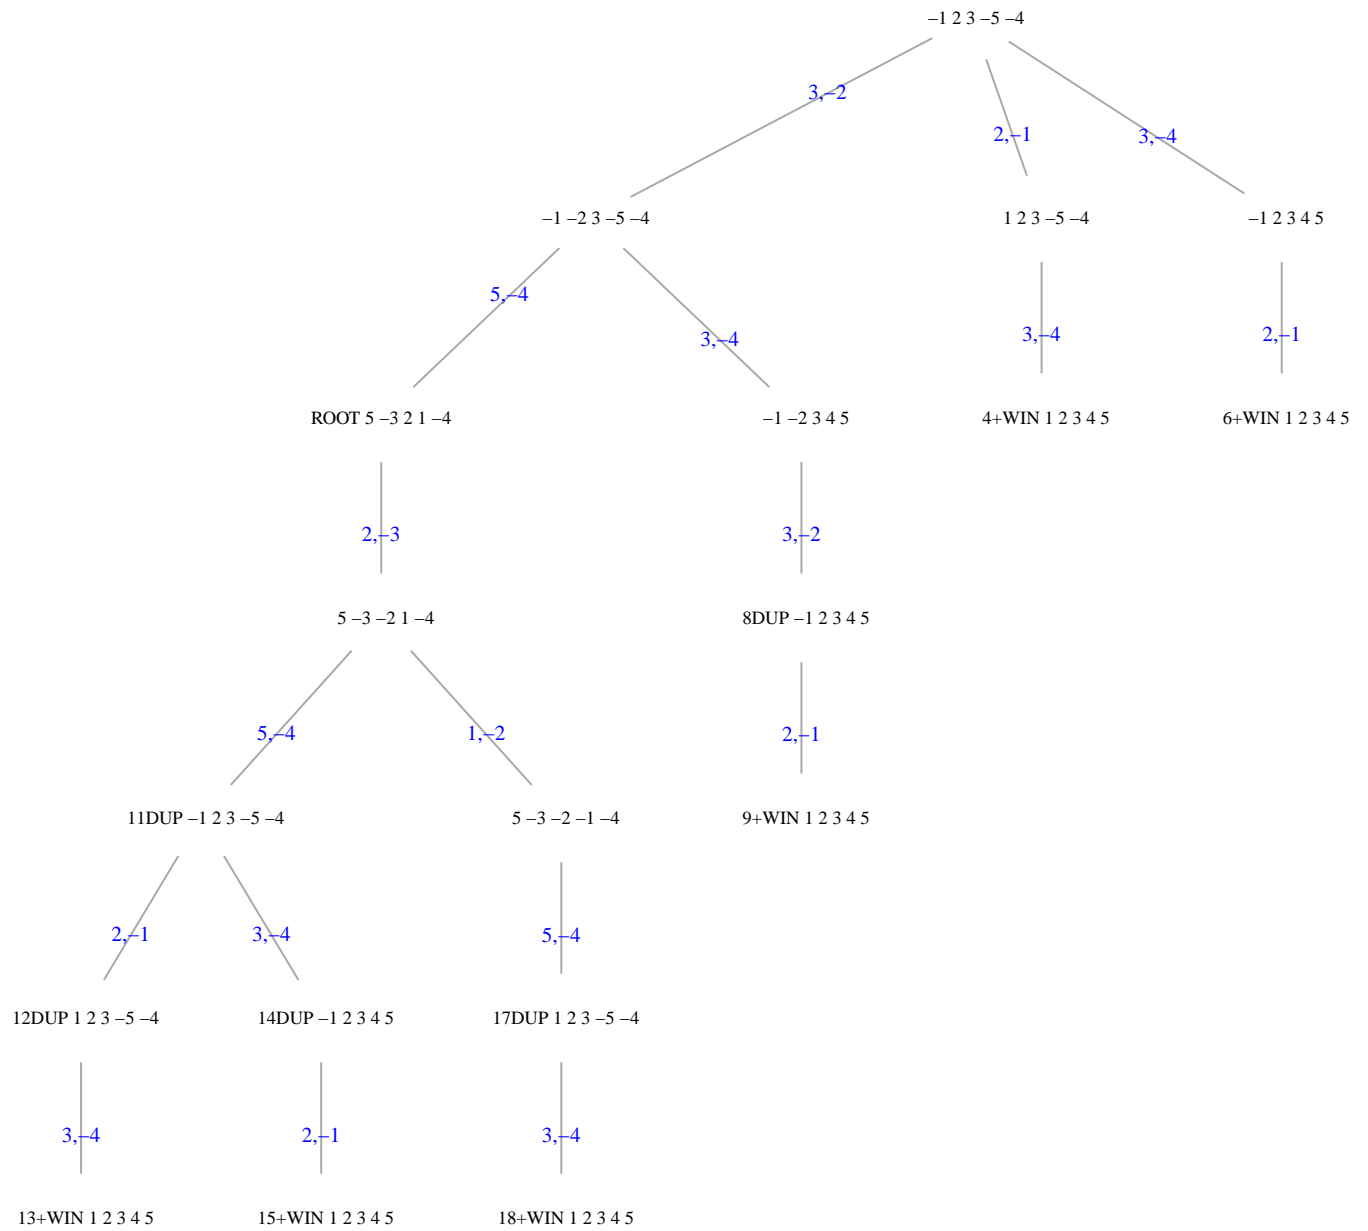 −1 2 3 −5 −4
3,−2
2,−1
3,−4
−1 −2 3 −5 −4
1 2 3 −5 −4
−1 2 3 4 5
5,−4
3,−4
3,−4
2,−1
ROOT 5 −3 2 1 −4
−1 −2 3 4 5
4+WIN 1 2 3 4 5
6+WIN 1 2 3 4 5
2,−3
3,−2
5 −3 −2 1 −4
8DUP −1 2 3 4 5
5,−4
1,−2
2,−1
11DUP −1 2 3 −5 −4
5 −3 −2 −1 −4
9+WIN 1 2 3 4 5
2,−1
3,−4
5,−4
12DUP 1 2 3 −5 −4
14DUP −1 2 3 4 5
17DUP 1 2 3 −5 −4
3,−4
2,−1
3,−4
13+WIN 1 2 3 4 5
15+WIN 1 2 3 4 5
18+WIN 1 2 3 4 5